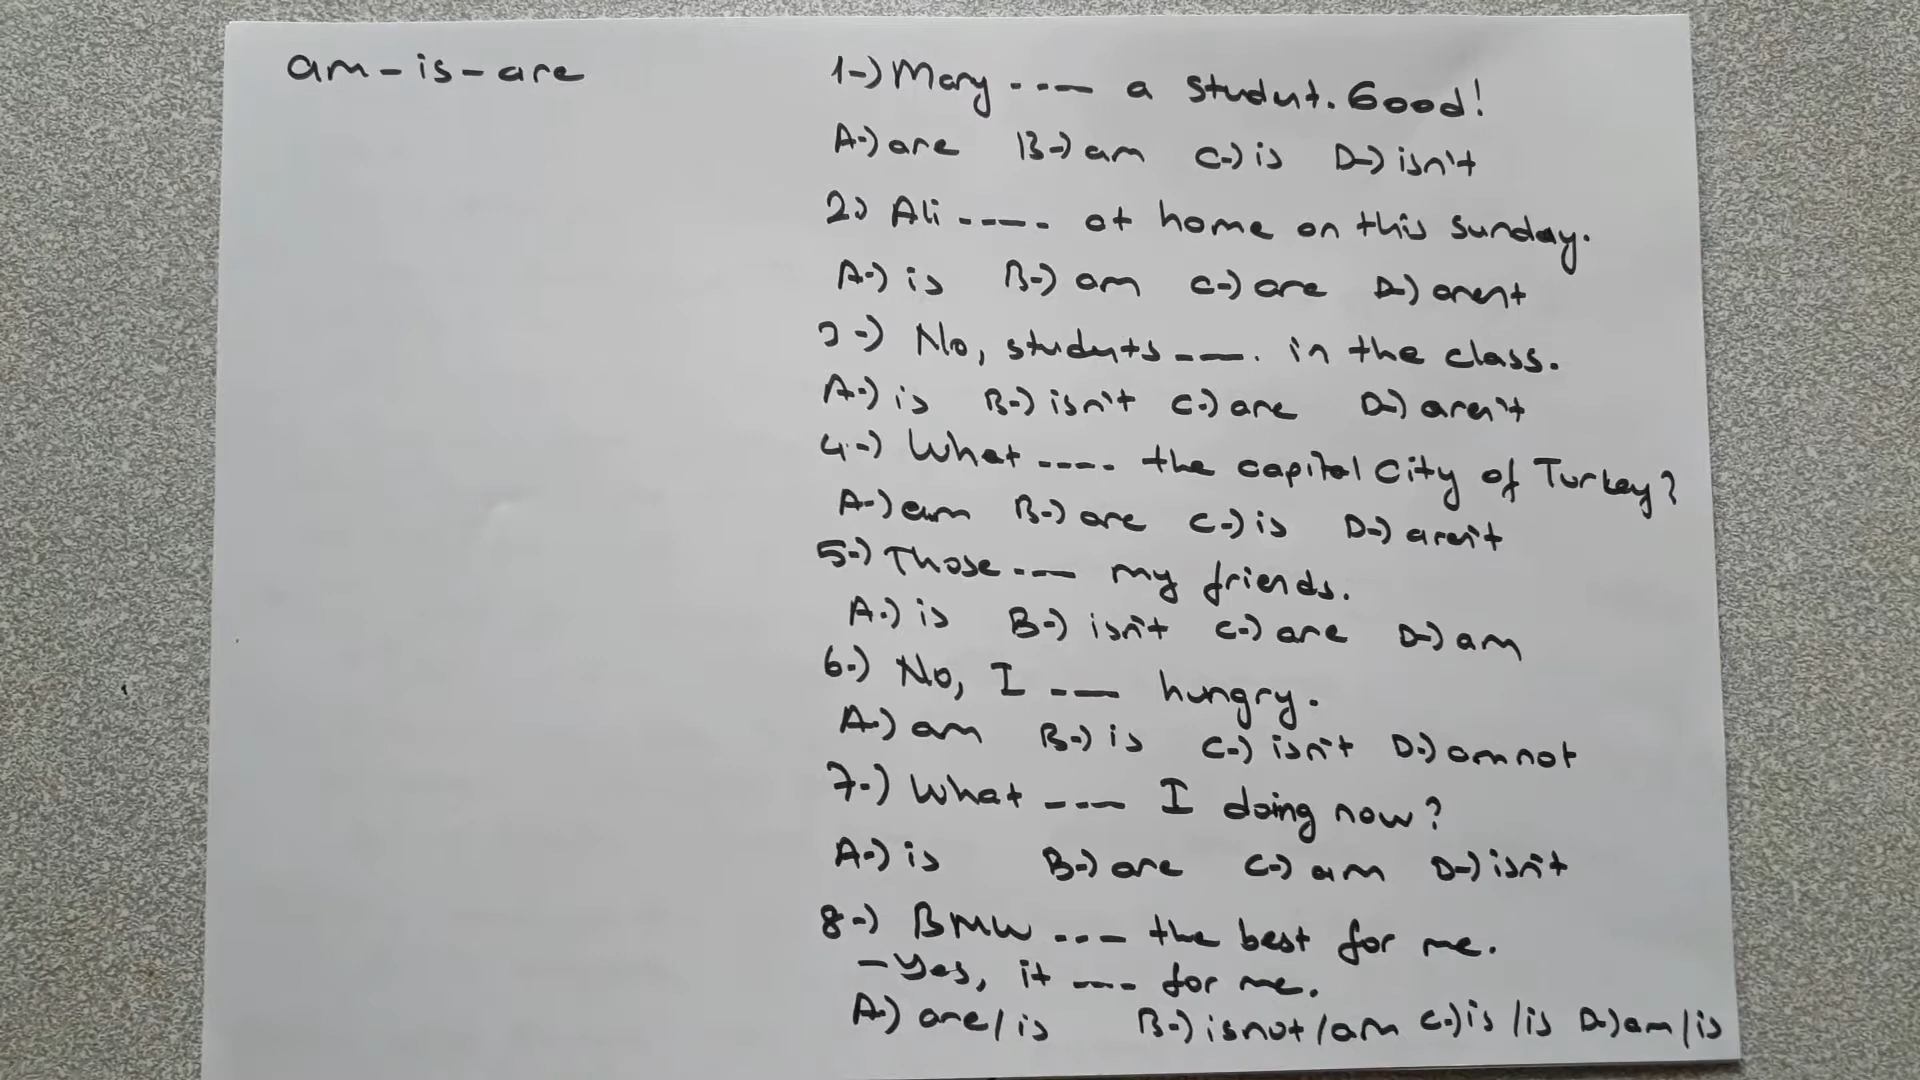 am-is-are
1-) Mary ---- a student. Good!
A-) are B-) am C-) is D-) isn't
2) Ali ----- at home on this Sunday.
A-) is B-) am C-) are D-) arent
3-) No, students ---. in the class.
A-) is B-) isn't C-) are D-) aren't
4-) What ----. the capital city of Turkey?
A-) am B-) are C-) is D-) aren't
5-) Those --- my friends.
A-) is B-) isn't C-) are D-) am
6-) No, I --- hungry.
A-) am B-) is C-) isn't D-) am not
7-) What ---- I doing now?
A-) is B-) are C-) am D-) isn't
8-) BMW ---- the best for me.
- Yes, it ---- for me.
A-) are/is B-) is not/am C-) is/is D-) am/is